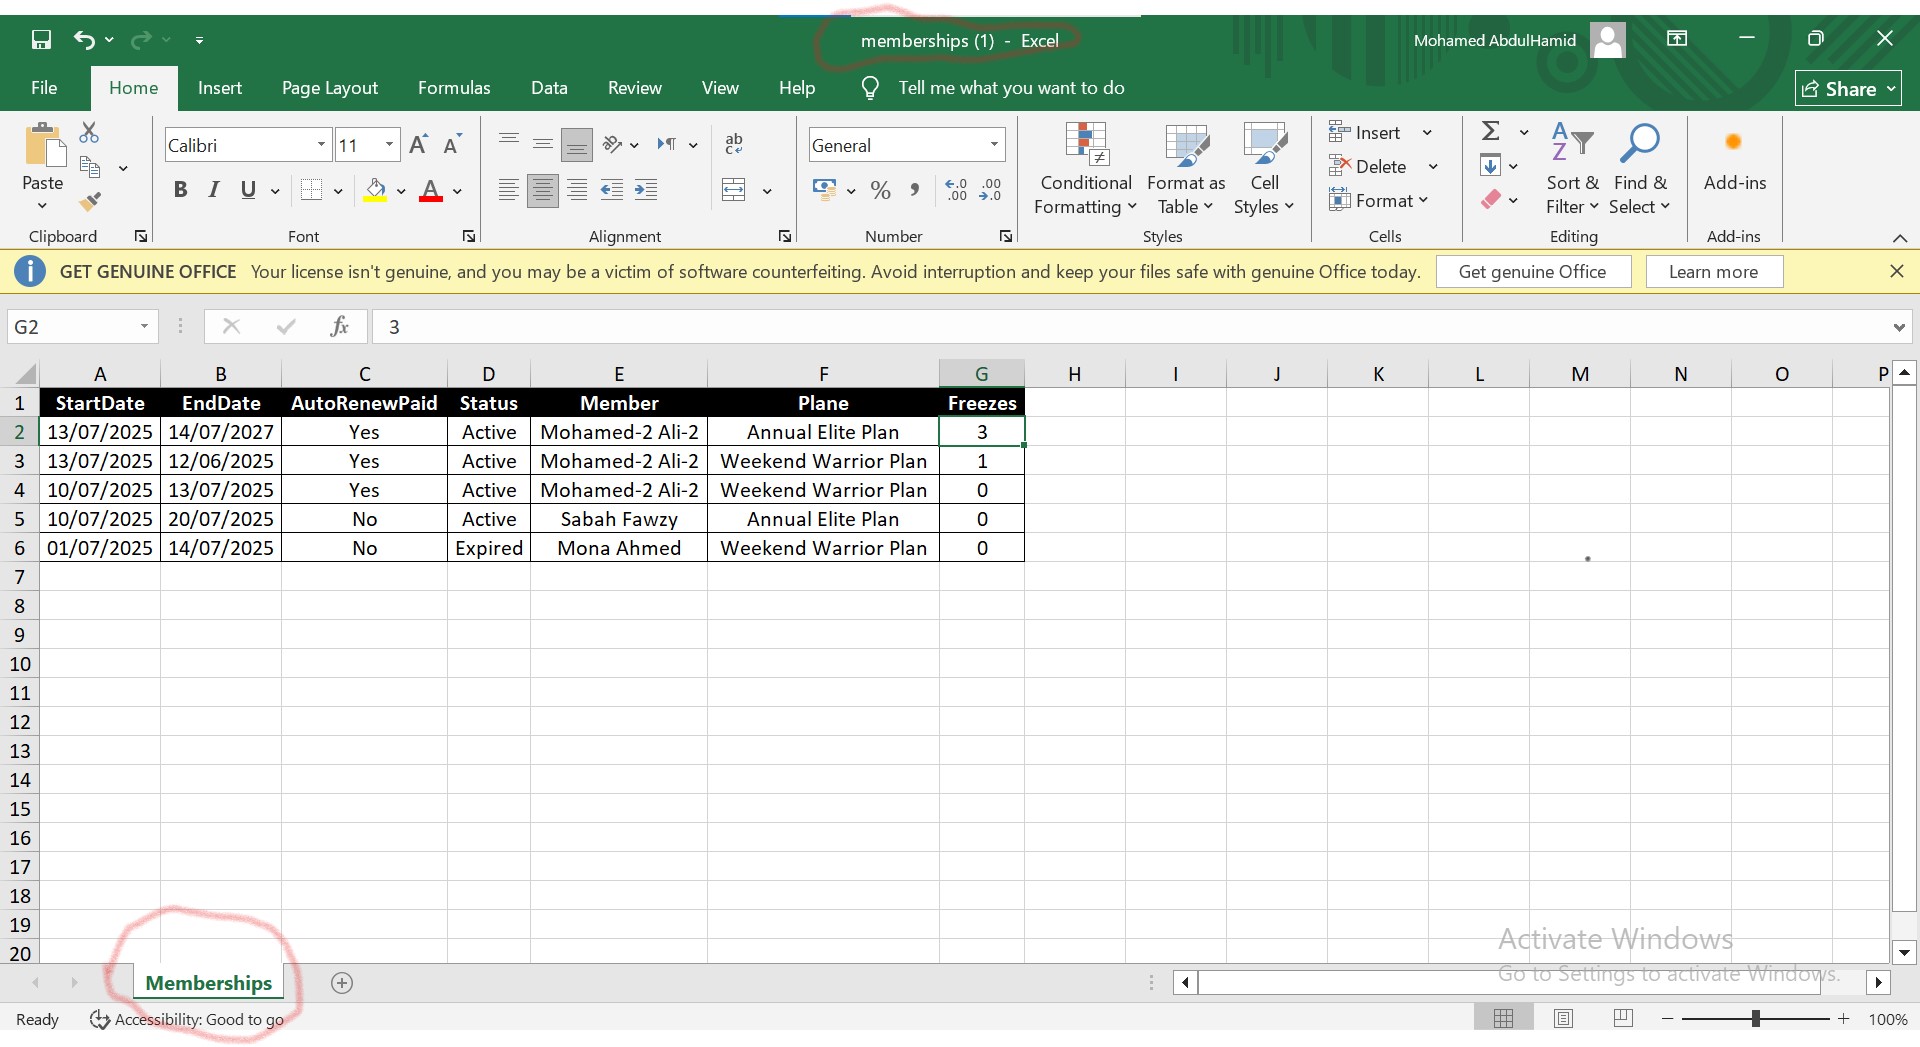 memberships (1) - Excel
Mohamed AbdulHamid
File Home Insert Page Layout Formulas Data Review View Help Tell me what you want to do
Share
Paste
Clipboard
Calibri 11
A A
B I U A
Font
ab
c
Alignment
General
% , .0 .00
.00 .0
Number
Conditional Formatting
Format as Table
Cell Styles
Styles
Insert
Delete
Format
Cells
Σ
A Z
Sort & Filter
Find & Select
Editing
Add-ins
Add-ins
GET GENUINE OFFICE Your license isn't genuine, and you may be a victim of software counterfeiting. Avoid interruption and keep your files safe with genuine Office today. Get genuine Office Learn more
G2 fx 3
A B C D E F G H I J K L M N O P
1 StartDate EndDate AutoRenewPaid Status Member Plane Freezes
2 13/07/2025 14/07/2027 Yes Active Mohamed-2 Ali-2 Annual Elite Plan 3
3 13/07/2025 12/06/2025 Yes Active Mohamed-2 Ali-2 Weekend Warrior Plan 1
4 10/07/2025 13/07/2025 Yes Active Mohamed-2 Ali-2 Weekend Warrior Plan 0
5 10/07/2025 20/07/2025 No Active Sabah Fawzy Annual Elite Plan 0
6 01/07/2025 14/07/2025 No Expired Mona Ahmed Weekend Warrior Plan 0
7
8
9
10
11
12
13
14
15
16
17
18
19
20
Activate Windows
Go to Settings to activate Windows.
Memberships
Ready Accessibility: Good to go 100%